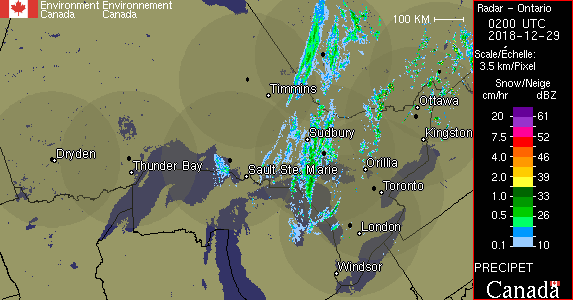 Environment Environnement
Canada Canada
100 KM
Timmins
Ottawa
Sudbury
Kingston
Dryden
Thunder Bay
Sault Ste. Marie
Orillia
Toronto
London
Windsor
Radar - Ontario
0200 UTC
2018-12-29
Scale/Échelle:
3.5 km/Pixel
Snow/Neige
cm/hr dBZ
20 61
7.5 52
4.0 46
2.0 39
1.0 33
0.5 26
0.1 10
PRECIPET
Canada